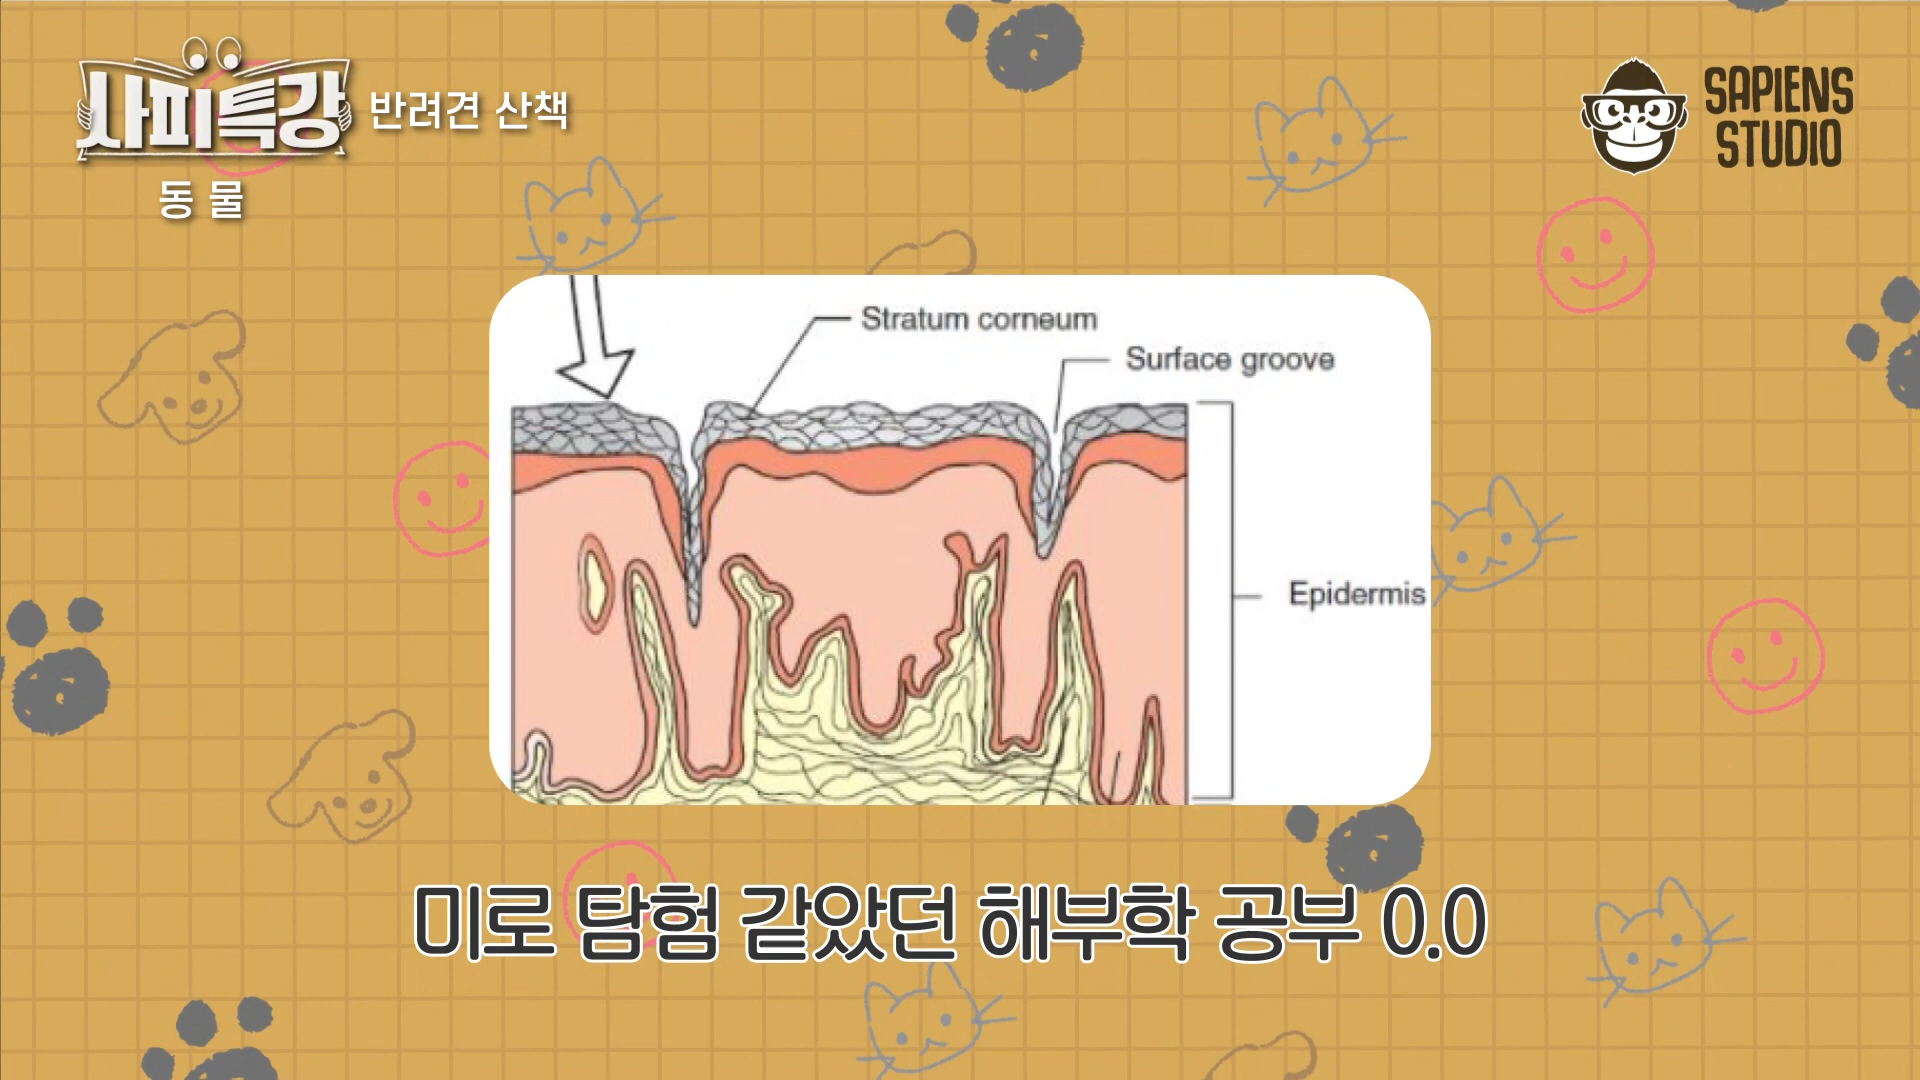 사피특강 반려견 산책
동물
SAPIENS
STUDIO
Stratum corneum
Surface groove
Epidermis
미로 탐험 같았던 해부학 공부 0.0